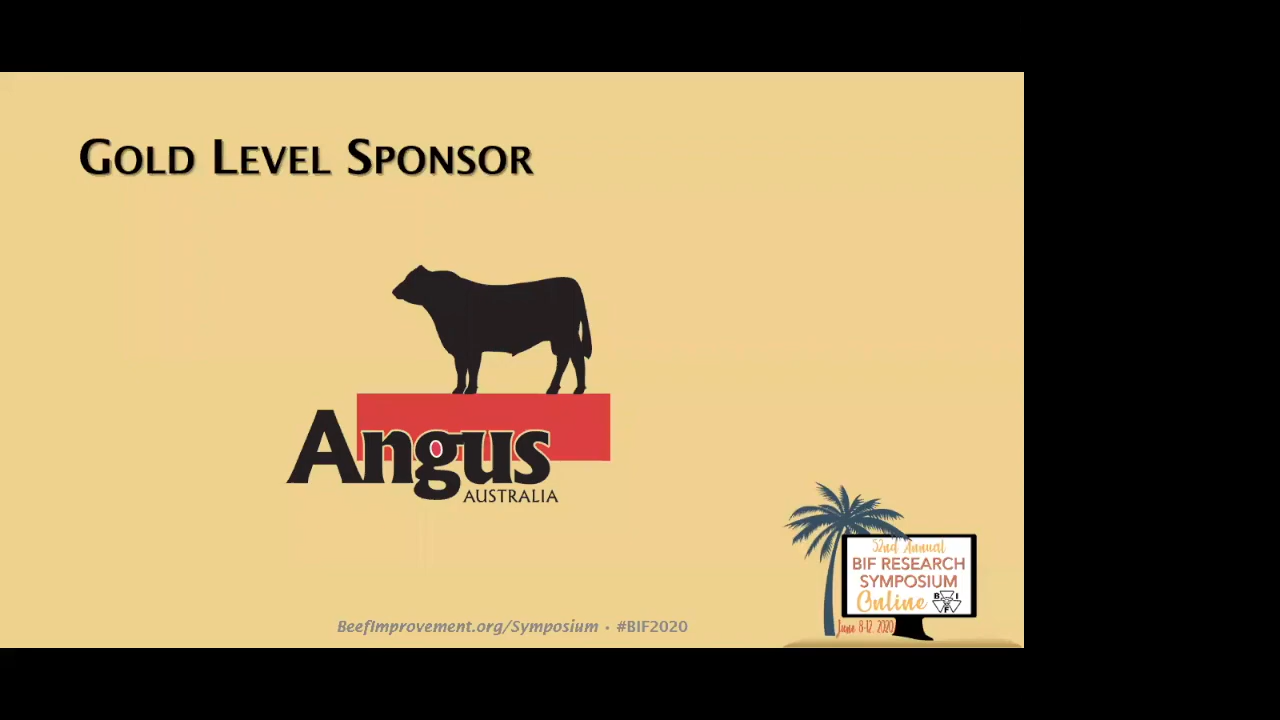 GOLD LEVEL SPONSOR
Angus
AUSTRALIA
52nd Annual
BIF RESEARCH
SYMPOSIUM
Online
B I F
June 8-12, 2020
BeefImprovement.org/Symposium • #BIF2020